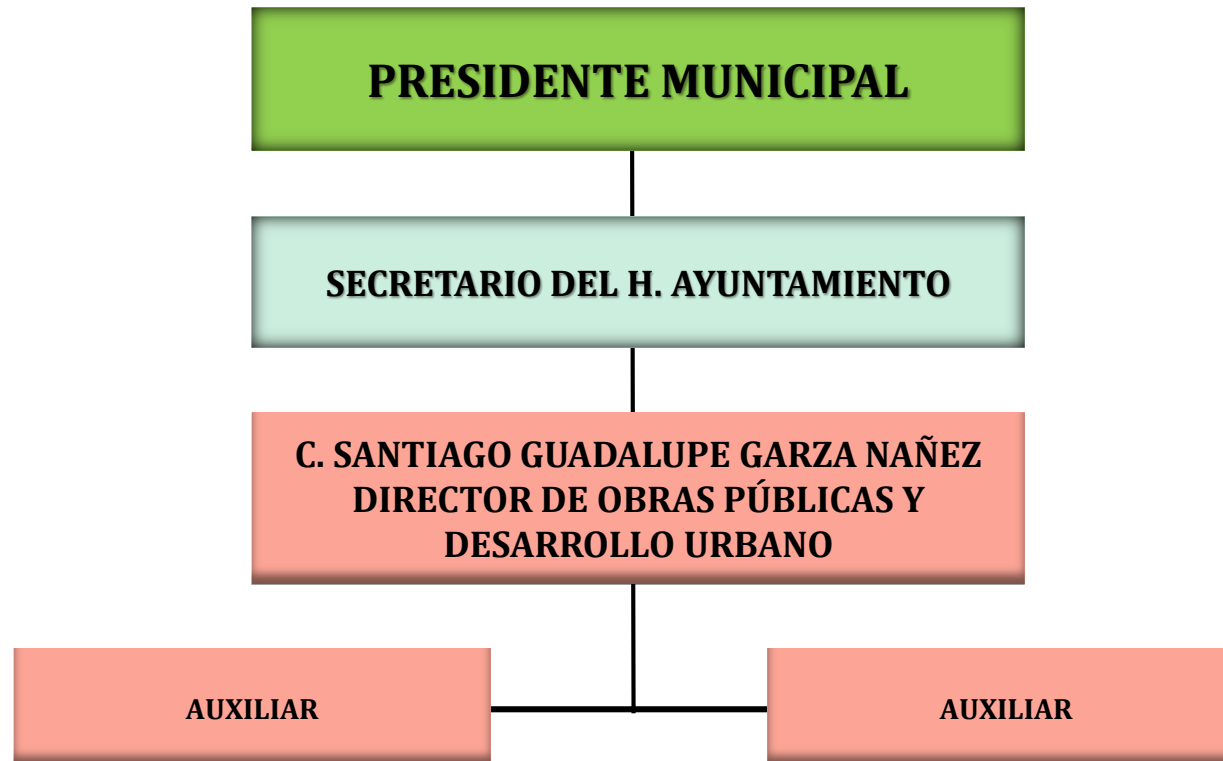 PRESIDENTE MUNICIPAL
SECRETARIO DEL H. AYUNTAMIENTO
C. SANTIAGO GUADALUPE GARZA NAÑEZ
DIRECTOR DE OBRAS PÚBLICAS Y
DESARROLLO URBANO
AUXILIAR
AUXILIAR